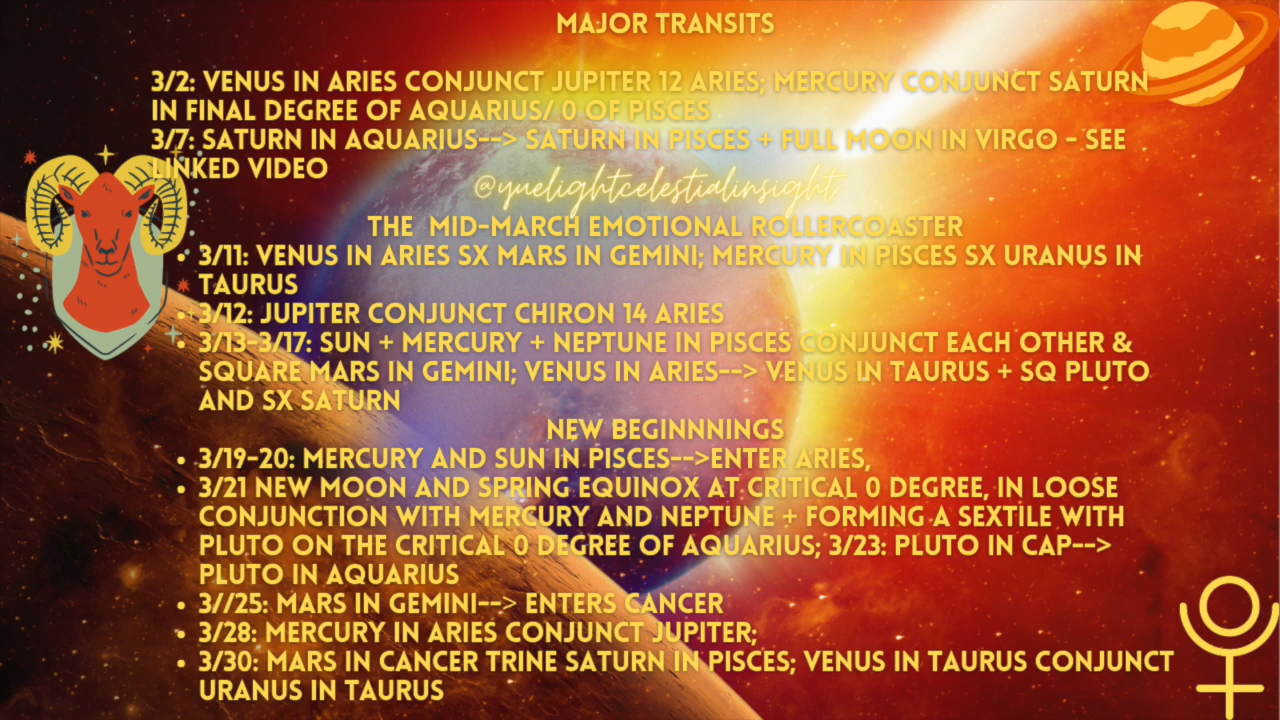 MAJOR TRANSITS
3/2: VENUS IN ARIES CONJUNCT JUPITER 12 ARIES; MERCURY CONJUNCT SATURN
IN FINAL DEGREE OF AQUARIUS/ 0 OF PISCES
3/7: SATURN IN AQUARIUS--> SATURN IN PISCES + FULL MOON IN VIRGO - SEE
LINKED VIDEO
@yuelightcelestialinsight
THE MID-MARCH EMOTIONAL ROLLERCOASTER
• 3/11: VENUS IN ARIES SX MARS IN GEMINI; MERCURY IN PISCES SX URANUS IN
TAURUS
• 3/12: JUPITER CONJUNCT CHIRON 14 ARIES
• 3/13-3/17: SUN + MERCURY + NEPTUNE IN PISCES CONJUNCT EACH OTHER &
SQUARE MARS IN GEMINI; VENUS IN ARIES--> VENUS IN TAURUS + SQ PLUTO
AND SX SATURN
NEW BEGINNNINGS
• 3/19-20: MERCURY AND SUN IN PISCES-->ENTER ARIES,
• 3/21 NEW MOON AND SPRING EQUINOX AT CRITICAL 0 DEGREE, IN LOOSE
CONJUNCTION WITH MERCURY AND NEPTUNE + FORMING A SEXTILE WITH
PLUTO ON THE CRITICAL 0 DEGREE OF AQUARIUS; 3/23: PLUTO IN CAP-->
PLUTO IN AQUARIUS
• 3//25: MARS IN GEMINI--> ENTERS CANCER
• 3/28: MERCURY IN ARIES CONJUNCT JUPITER;
• 3/30: MARS IN CANCER TRINE SATURN IN PISCES; VENUS IN TAURUS CONJUNCT
URANUS IN TAURUS